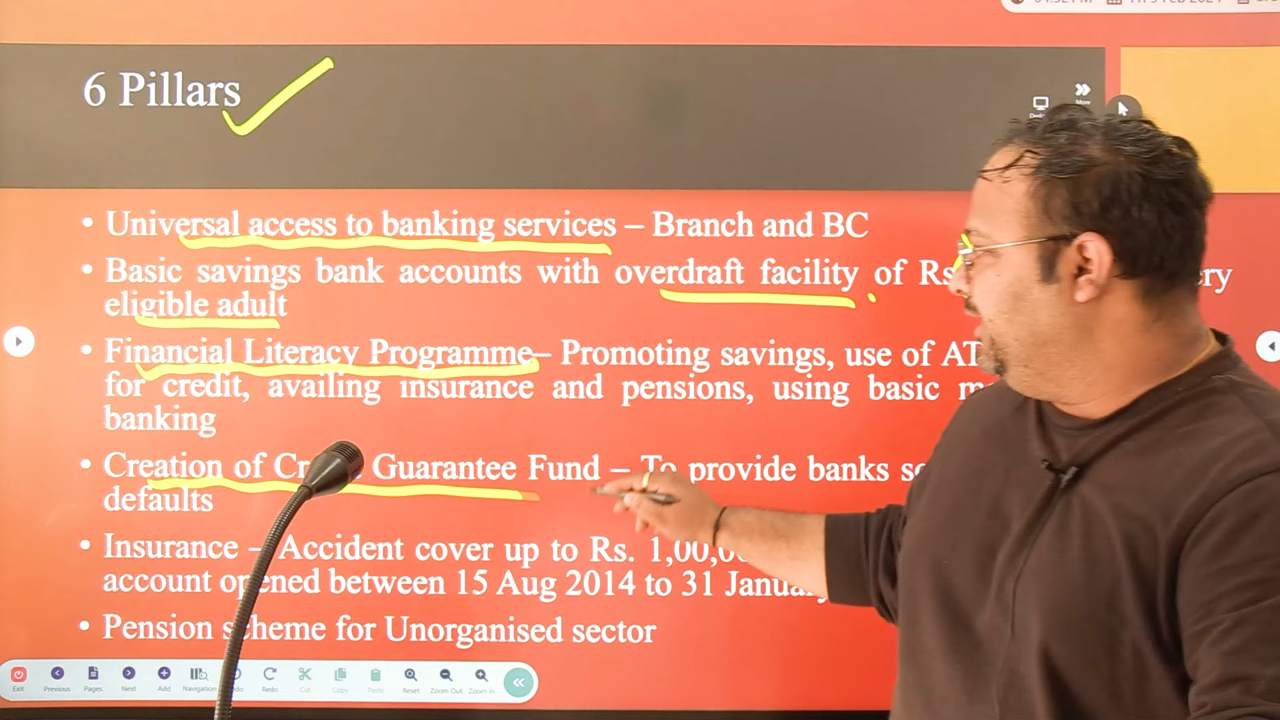 6 Pillars
More
• Universal access to banking services – Branch and BC
• Basic savings bank accounts with overdraft facility of Rs
eligible adult
• Financial Literacy Programme– Promoting savings, use of
for credit, availing insurance and pensions, using basic
banking
• Creation of Guarantee Fund – To provide banks
defaults
• Insurance – Accident cover up to Rs.
account opened between 15 Aug 2014 to 31 January
• Pension scheme for Unorganised sector
Exit Previous Pages Next Add Navigation Redo Cut Copy Paste Reset Zoom Out Zoom In